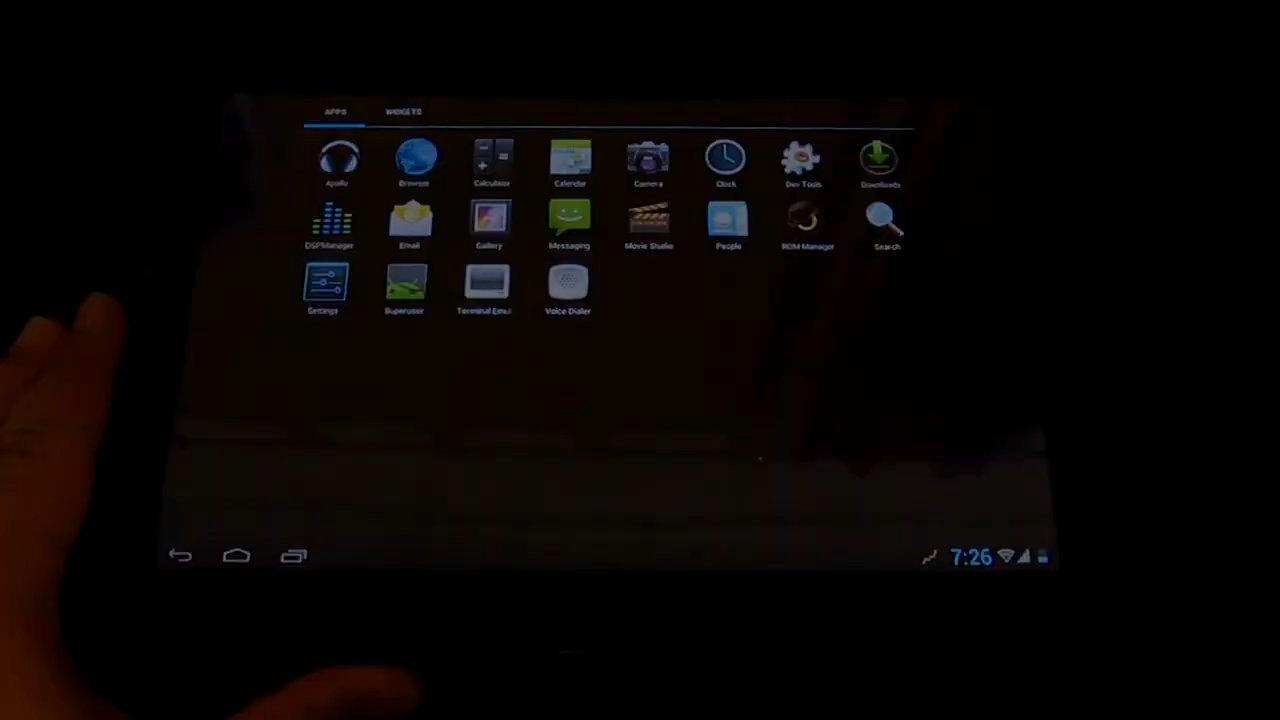 APPS WIDGETS
Apollo Browser Calculator Calendar Camera Clock Dev Tools Downloads
DSPManager Email Gallery Messaging Movie Studio People ROM Manager Search
Settings Superuser Terminal Emul Voice Dialer
7:26